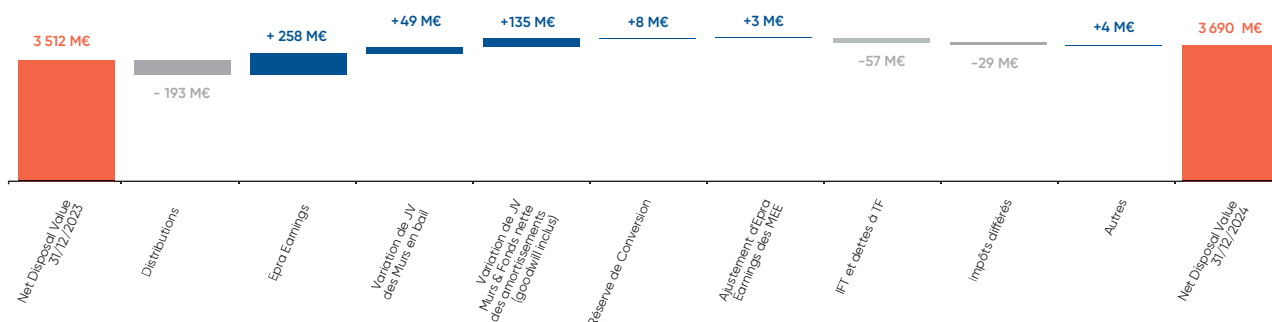 3 512 M€
- 193 M€
+ 258 M€
+49 M€
+135 M€
+8 M€
+3 M€
-57 M€
-29 M€
+4 M€
3 690 M€
Net Disposal Value
31/12/2023
Distributions
Epra Earnings
Variation de JV
des Murs en bail
Variation de JV
Murs & Fonds nette
des amortissements
(goodwill inclus)
Réserve de Conversion
Ajustement d'Epra
Earnings des MEE
IFT et dettes à TF
Impôts différés
Autres
Net Disposal Value
31/12/2024